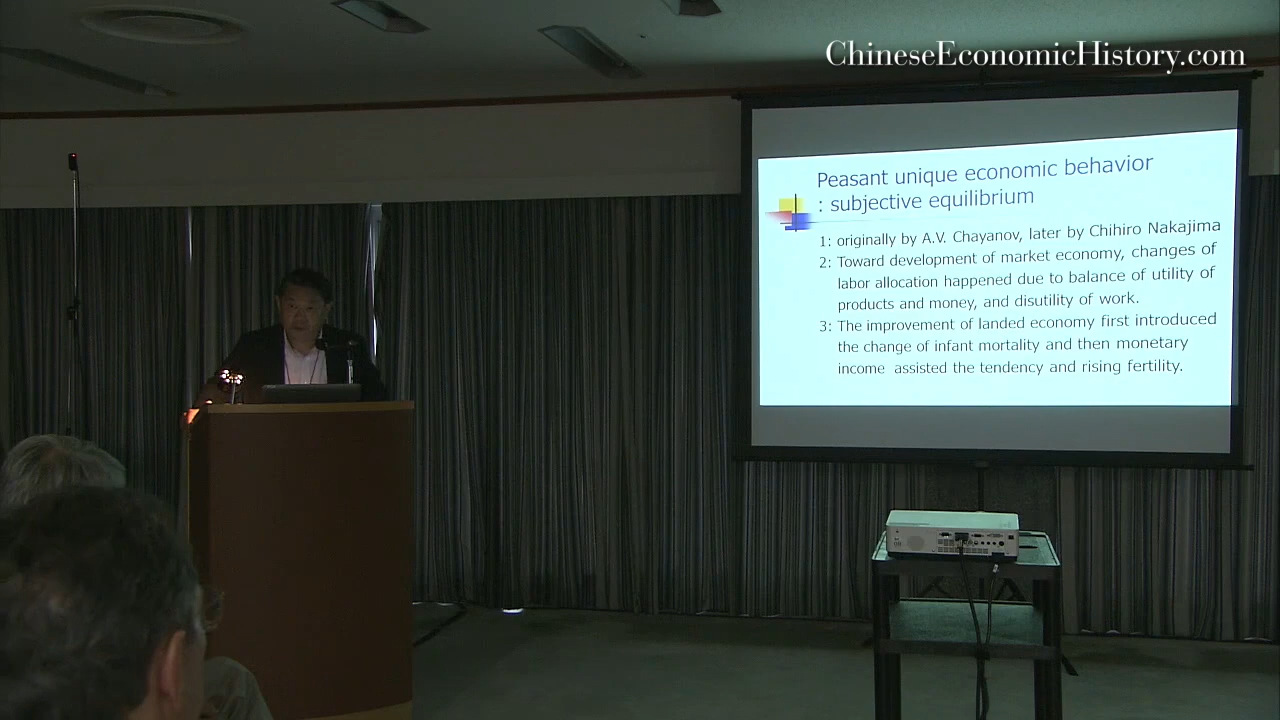 ChineseEconomicHistory.com
Peasant unique economic behavior
: subjective equilibrium
1: originally by A.V. Chayanov, later by Chihiro Nakajima
2: Toward development of market economy, changes of
labor allocation happened due to balance of utility of
products and money, and disutility of work.
3: The improvement of landed economy first introduced
the change of infant mortality and then monetary
income assisted the tendency and rising fertility.